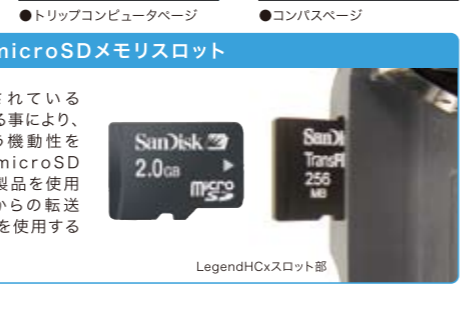 ●トリップコンピュータページ
●コンパスページ
microSDメモリスロット
されている
る事により、
う機動性を
microSD
製品を使用
からの転送
を使用する
SanDisk
2.0GB
micro
SD
SanDi
TransFl
256
MB
LegendHCxスロット部